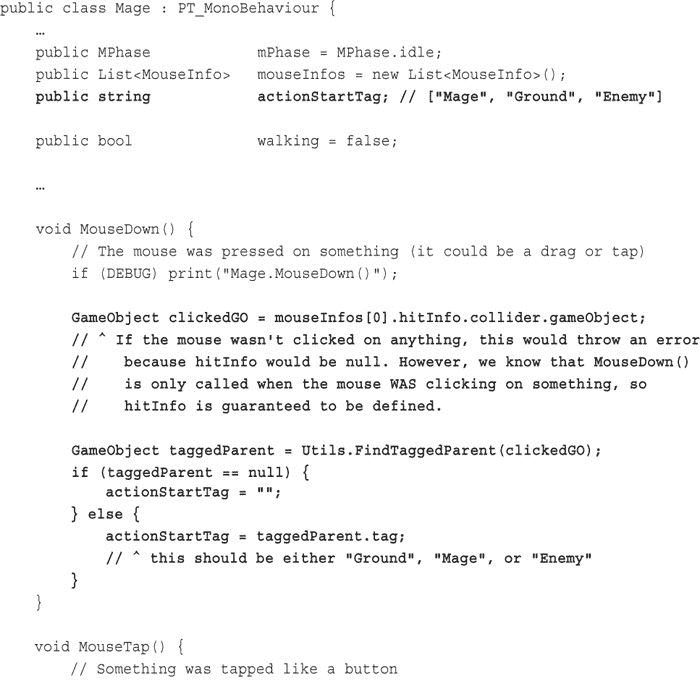 public class Mage : PT_MonoBehaviour {
…
public MPhase mPhase = MPhase.idle;
public List<MouseInfo> mouseInfos = new List<MouseInfo>();
public string actionStartTag; // ["Mage", "Ground", "Enemy"]
public bool walking = false;
…
void MouseDown() {
// The mouse was pressed on something (it could be a drag or tap)
if (DEBUG) print("Mage.MouseDown()");
GameObject clickedGO = mouseInfos[0].hitInfo.collider.gameObject;
// ^ If the mouse wasn't clicked on anything, this would throw an error
// because hitInfo would be null. However, we know that MouseDown()
// is only called when the mouse WAS clicking on something, so
// hitInfo is guaranteed to be defined.
GameObject taggedParent = Utils.FindTaggedParent(clickedGO);
if (taggedParent == null) {
actionStartTag = "";
} else {
actionStartTag = taggedParent.tag;
// ^ this should be either "Ground", "Mage", or "Enemy"
}
}
void MouseTap() {
// Something was tapped like a button